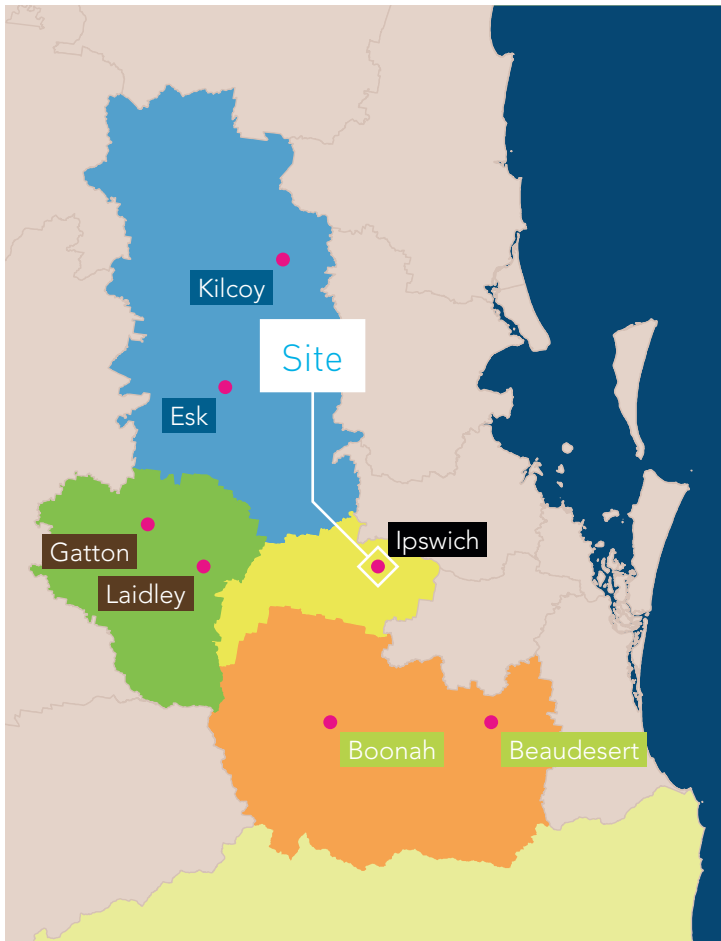 Kilcoy
Site
Esk
Ipswich
Gatton
Laidley
Boonah
Beaudesert